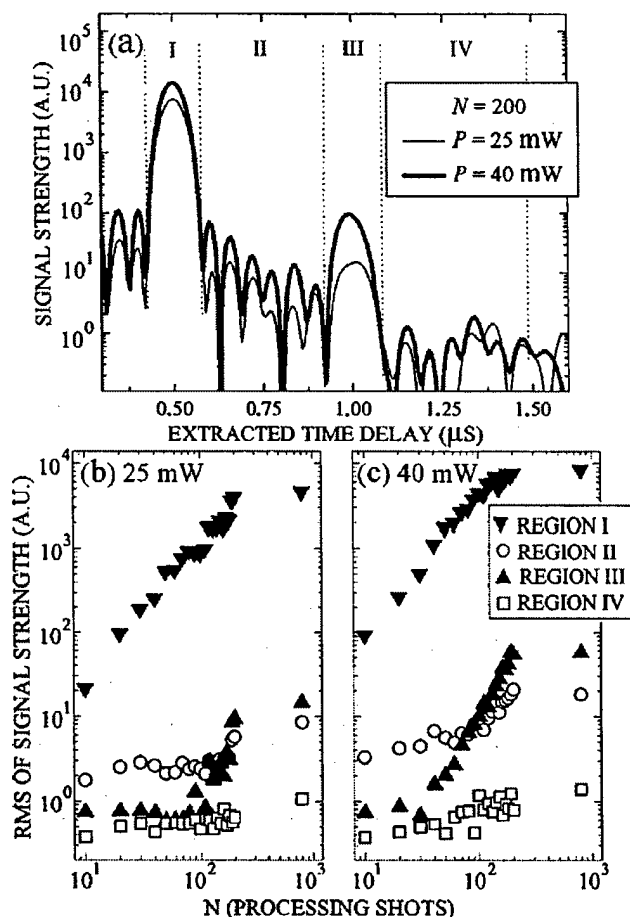 (a)
I II III IV
N = 200
P = 25 mW
P = 40 mW
SIGNAL STRENGTH (A.U.)
10^5
10^4
10^3
10^2
10^1
10^0
0.50 0.75 1.00 1.25 1.50
EXTRACTED TIME DELAY (μS)
(b) 25 mW
(c) 40 mW
REGION I
REGION II
REGION III
REGION IV
RMS OF SIGNAL STRENGTH (A.U.)
10^4
10^3
10^2
10^1
10^0
10^1 10^2 10^3 10^1 10^2 10^3
N (PROCESSING SHOTS)